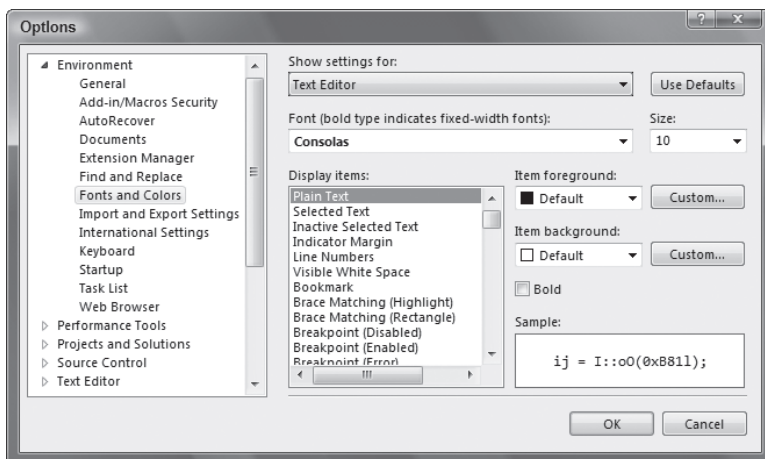 Options
Environment
General
Add-in/Macros Security
AutoRecover
Documents
Extension Manager
Find and Replace
Fonts and Colors
Import and Export Settings
International Settings
Keyboard
Startup
Task List
Web Browser
Performance Tools
Projects and Solutions
Source Control
Text Editor
Show settings for:
Text Editor
Use Defaults
Font (bold type indicates fixed-width fonts):
Size:
Consolas
10
Display items:
Plain Text
Selected Text
Inactive Selected Text
Indicator Margin
Line Numbers
Visible White Space
Bookmark
Brace Matching (Highlight)
Brace Matching (Rectangle)
Breakpoint (Disabled)
Breakpoint (Enabled)
Breakpoint (Error)
Item foreground:
Default
Custom...
Item background:
Default
Custom...
Bold
Sample:
ij = I::oO(0xB81l);
OK
Cancel